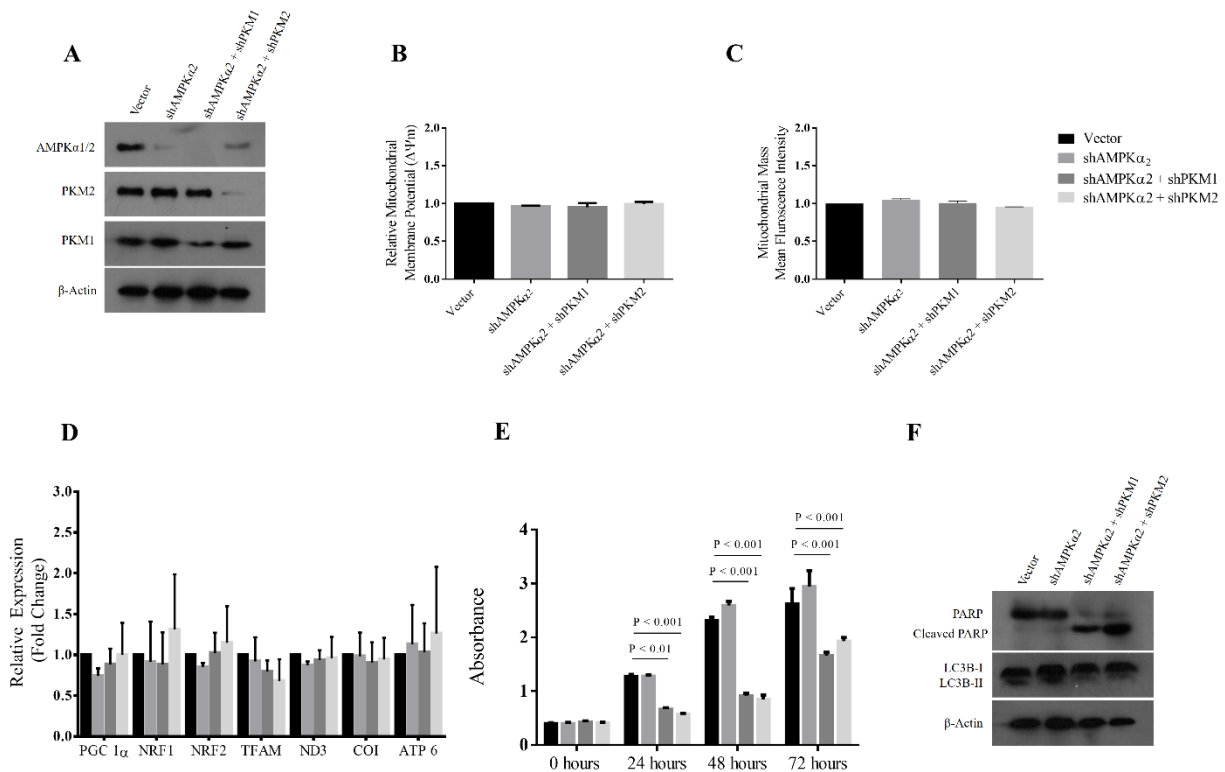 A
Vector
shAMPKα2
shAMPKα2 + shPKM1
shAMPKα2 + shPKM2
AMPKα1/2
PKM2
PKM1
β-Actin
B
Relative Mitochondrial
Membrane Potential (ΔΨm)
2.0
1.5
1.0
0.5
0.0
Vector
shAMPKα2
shAMPKα2 + shPKM1
shAMPKα2 + shPKM2
C
Mitochondrial Mass
Mean Fluroscence Intensity
2.0
1.5
1.0
0.5
0.0
Vector
shAMPKα2
shAMPKα2 + shPKM1
shAMPKα2 + shPKM2
Vector
shAMPKα2
shAMPKα2 + shPKM1
shAMPKα2 + shPKM2
D
Relative Expression
(Fold Change)
3.0
2.5
2.0
1.5
1.0
0.5
0.0
PGC 1α NRF1 NRF2 TFAM ND3 COI ATP 6
E
Absorbance
4
3
2
1
0
P < 0.001
P < 0.01
P < 0.001
P < 0.001
P < 0.001
P < 0.001
0 hours 24 hours 48 hours 72 hours
F
Vector
shAMPKα2
shAMPKα2 + shPKM1
shAMPKα2 + shPKM2
PARP
Cleaved PARP
LC3B-I
LC3B-II
β-Actin